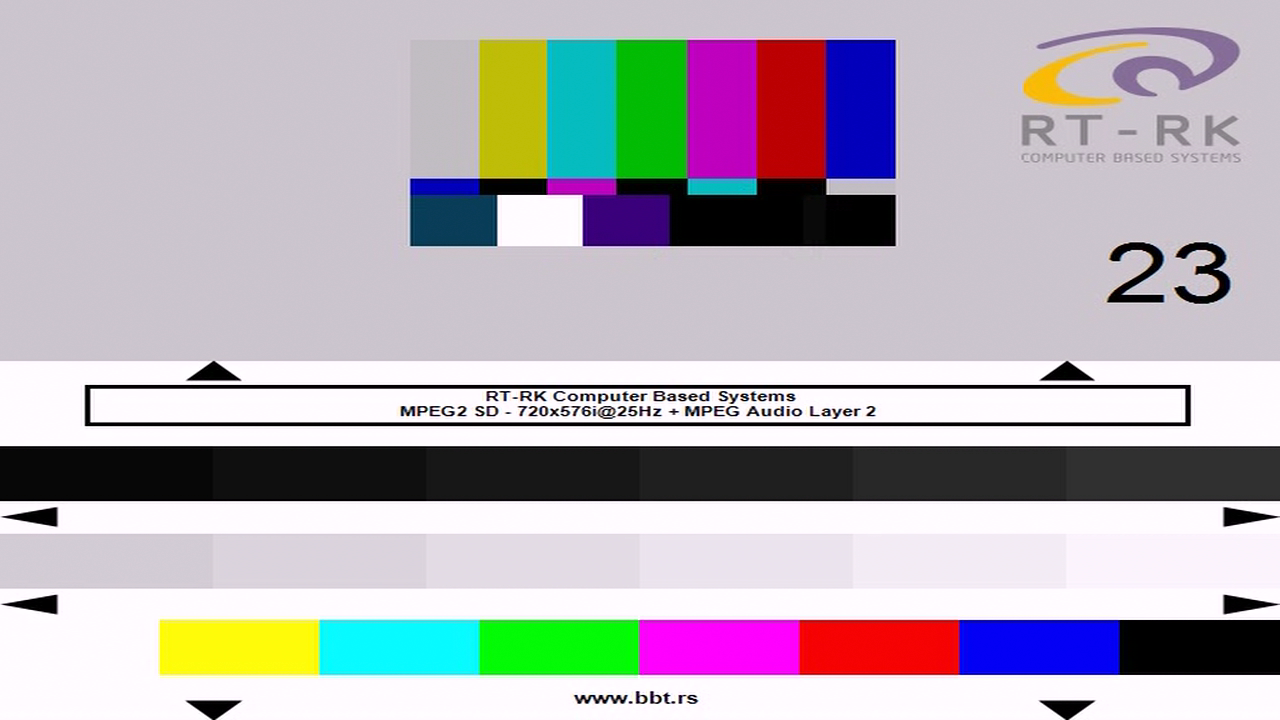 RT-RK
COMPUTER BASED SYSTEMS
23
RT-RK Computer Based Systems
MPEG2 SD - 720x576i@25Hz + MPEG Audio Layer 2
www.bbt.rs